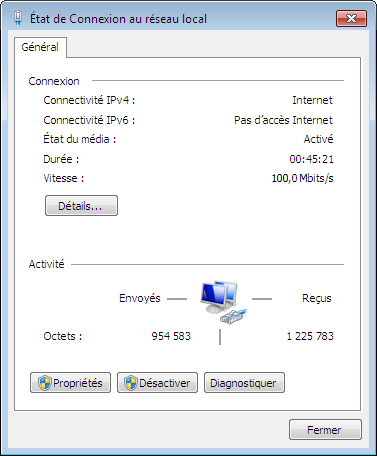 État de Connexion au réseau local
Général
Connexion
Connectivité IPv4 : Internet
Connectivité IPv6 : Pas d'accès Internet
État du média : Activé
Durée : 00:45:21
Vitesse : 100,0 Mbits/s
Détails...
Activité
Envoyés Reçus
Octets : 954 583 1 225 783
Propriétés Désactiver Diagnostiquer
Fermer